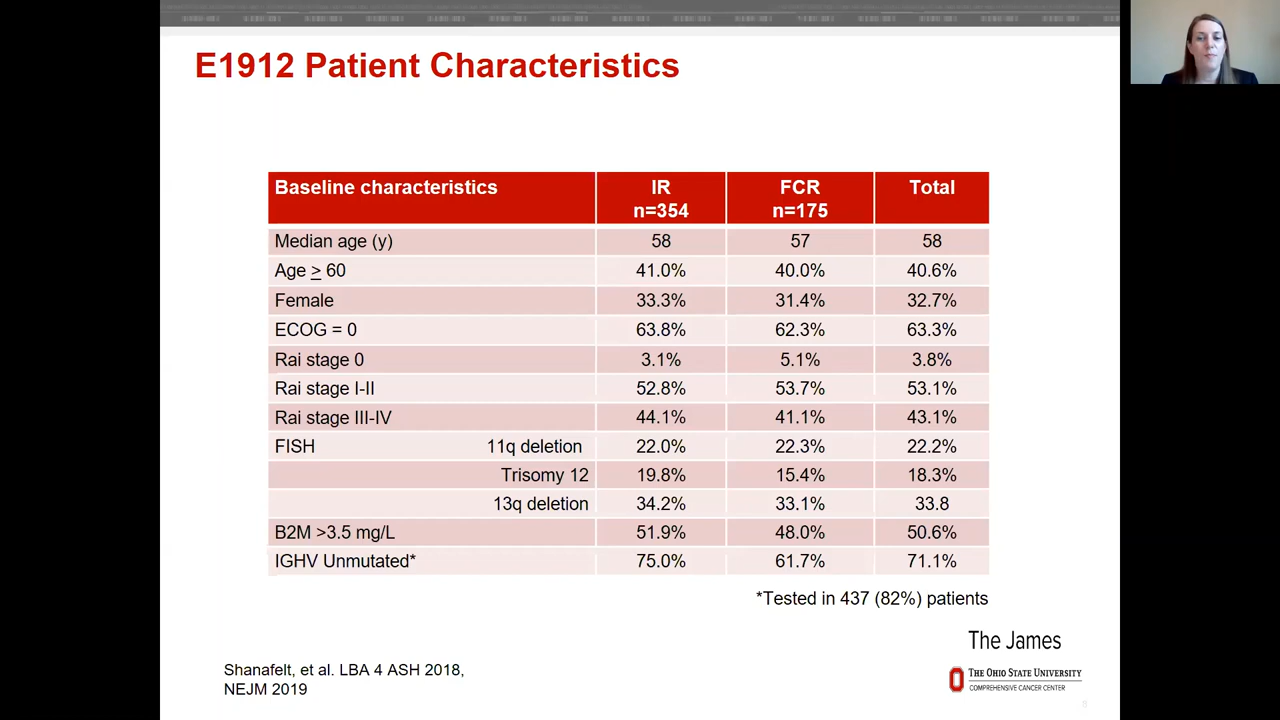 E1912 Patient Characteristics
Baseline characteristics IR n=354 FCR n=175 Total
Median age (y) 58 57 58
Age > 60 41.0% 40.0% 40.6%
Female 33.3% 31.4% 32.7%
ECOG = 0 63.8% 62.3% 63.3%
Rai stage 0 3.1% 5.1% 3.8%
Rai stage I-II 52.8% 53.7% 53.1%
Rai stage III-IV 44.1% 41.1% 43.1%
FISH 11q deletion 22.0% 22.3% 22.2%
Trisomy 12 19.8% 15.4% 18.3%
13q deletion 34.2% 33.1% 33.8
B2M >3.5 mg/L 51.9% 48.0% 50.6%
IGHV Unmutated* 75.0% 61.7% 71.1%
*Tested in 437 (82%) patients
Shanafelt, et al. LBA 4 ASH 2018,
NEJM 2019
The James
THE OHIO STATE UNIVERSITY
COMPREHENSIVE CANCER CENTER